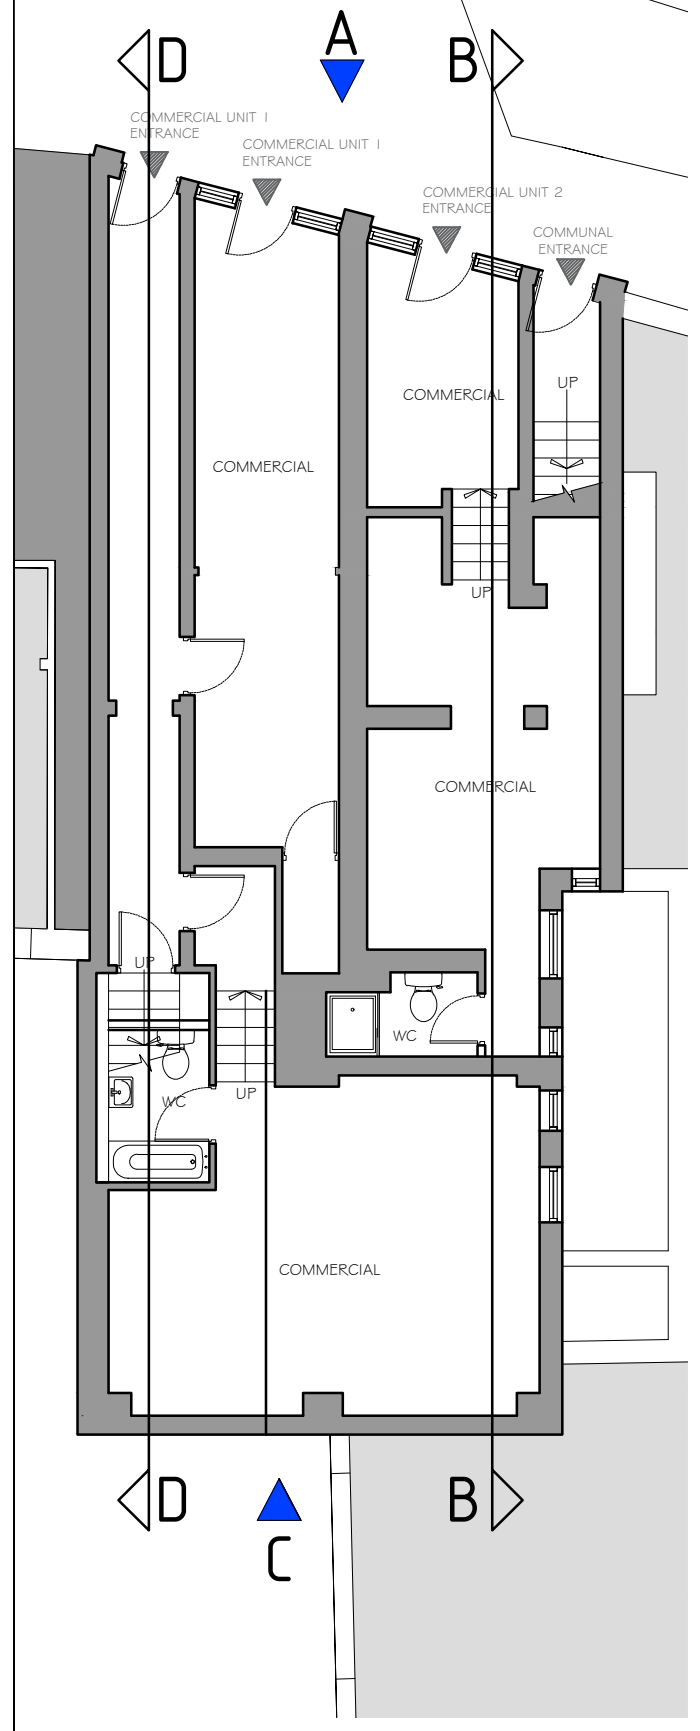 A
D
B
COMMERCIAL UNIT 1
ENTRANCE
COMMERCIAL UNIT 1
ENTRANCE
COMMERCIAL UNIT 2
ENTRANCE
COMMUNAL
ENTRANCE
UP
COMMERCIAL
COMMERCIAL
UP
COMMERCIAL
UP
WC
UP
WC
COMMERCIAL
D
B
C